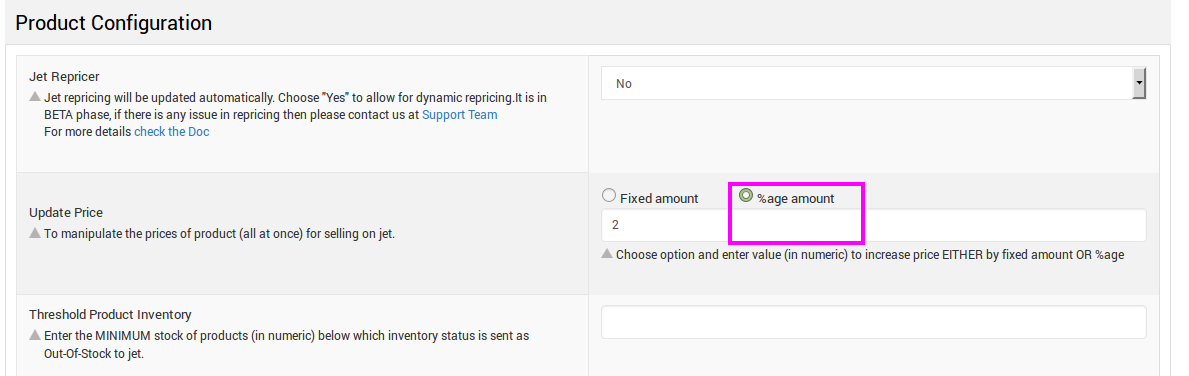 Product Configuration
Jet Repricer
Jet repricing will be updated automatically. Choose "Yes" to allow for dynamic repricing.It is in
BETA phase, if there is any issue in repricing then please contact us at Support Team
For more details check the Doc
No
Update Price
To manipulate the prices of product (all at once) for selling on jet.
Fixed amount
%age amount
2
Choose option and enter value (in numeric) to increase price EITHER by fixed amount OR %age
Threshold Product Inventory
Enter the MINIMUM stock of products (in numeric) below which inventory status is sent as
Out-Of-Stock to jet.